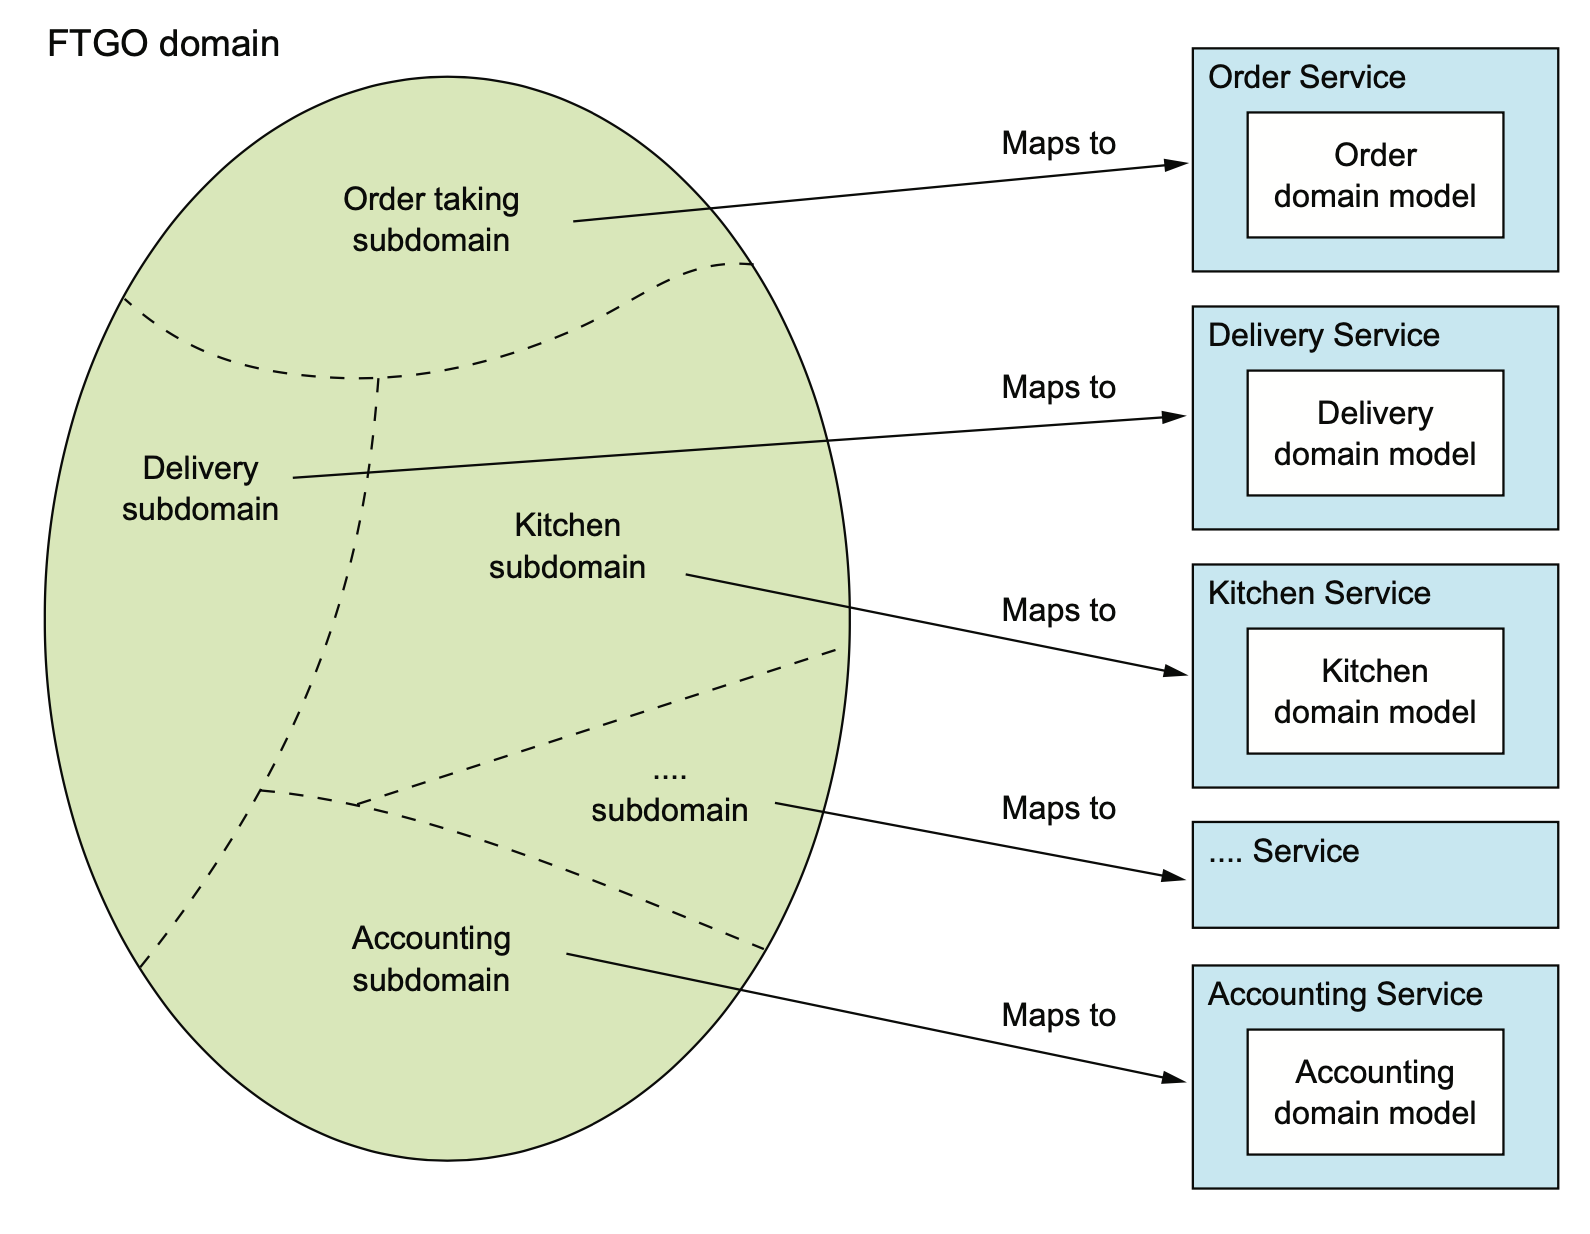 FTGO domain
Order taking
subdomain
Delivery
subdomain
Kitchen
subdomain
....
subdomain
Accounting
subdomain
Maps to
Maps to
Maps to
Maps to
Maps to
Order Service
Order
domain model
Delivery Service
Delivery
domain model
Kitchen Service
Kitchen
domain model
.... Service
Accounting Service
Accounting
domain model